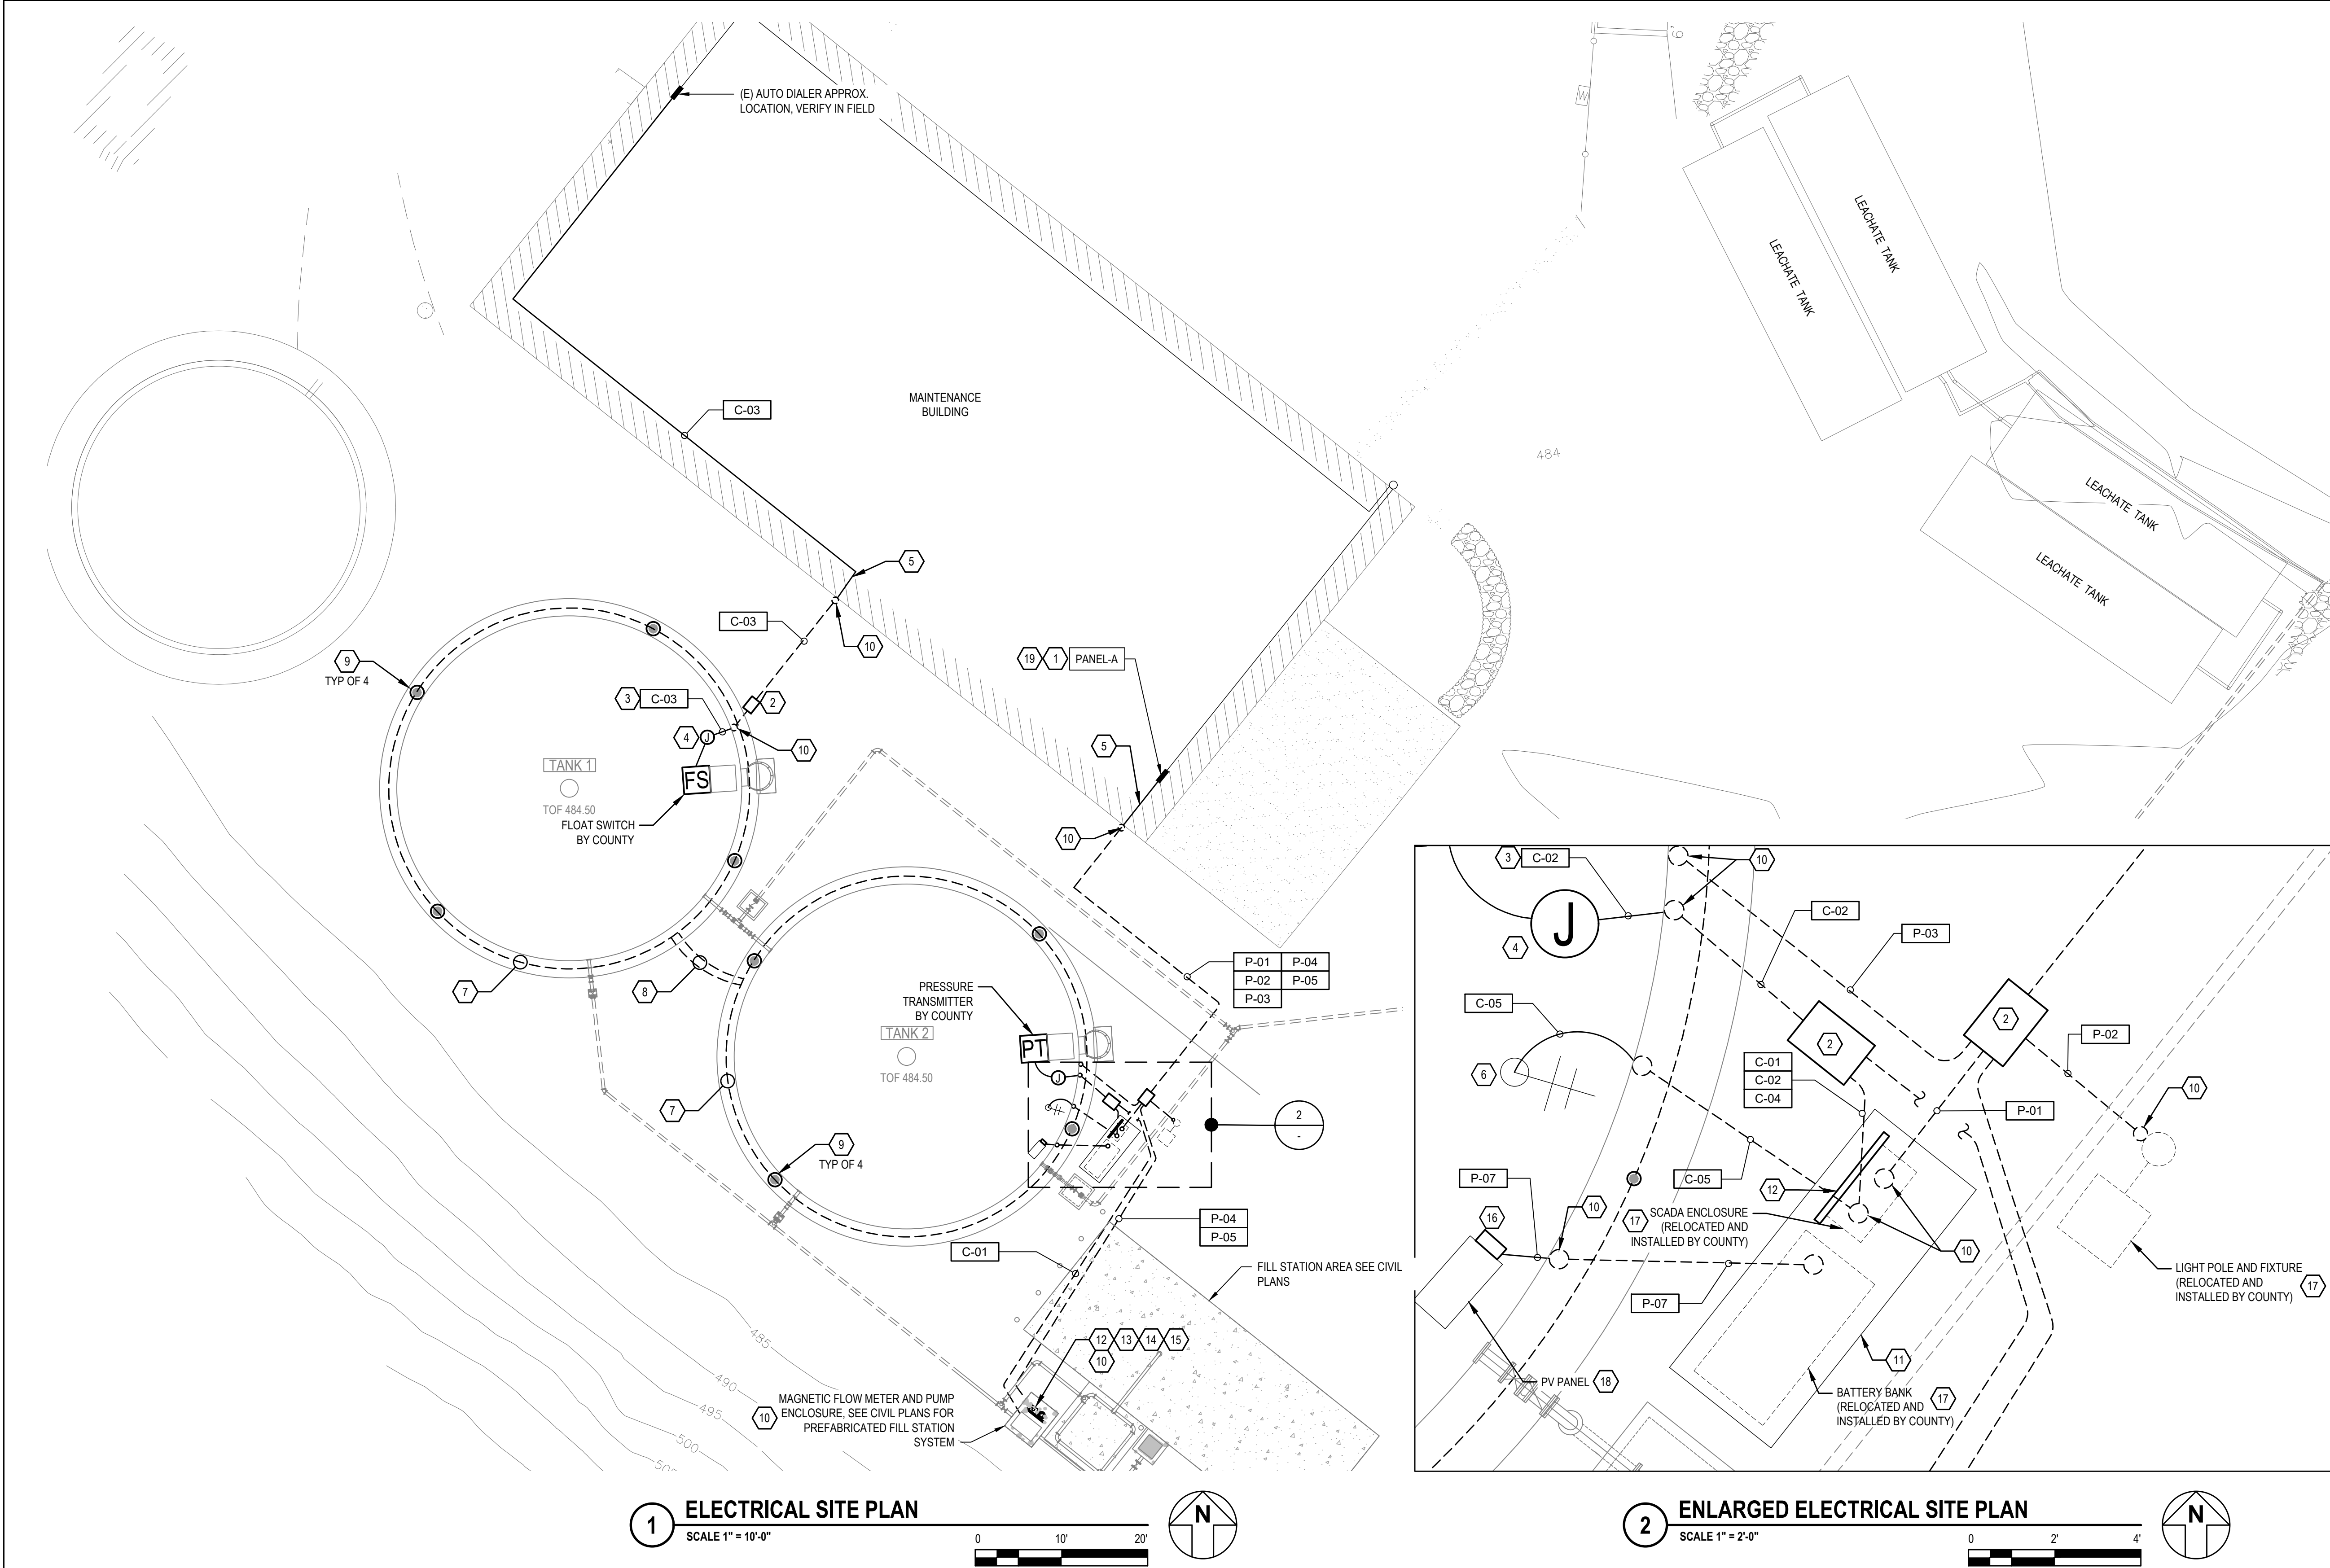 (E) AUTO DIALER APPROX.
LOCATION, VERIFY IN FIELD
6'
W
LEACHATE TANK
LEACHATE TANK
MAINTENANCE
BUILDING
C-03
484
LEACHATE TANK
LEACHATE TANK
5
C-03
10
9
TYP OF 4
3
C-03
2
4
J
10
19
1
PANEL-A
5
TANK 1
FS
TOF 484.50
FLOAT SWITCH
BY COUNTY
10
7
8
PRESSURE
TRANSMITTER
BY COUNTY
P-01
P-04
P-02
P-05
P-03
TANK 2
PT
TOF 484.50
J
7
9
TYP OF 4
2
-
P-04
P-05
C-01
FILL STATION AREA SEE CIVIL
PLANS
12
13
14
15
10
485
490
495
500
10
MAGNETIC FLOW METER AND PUMP
ENCLOSURE, SEE CIVIL PLANS FOR
PREFABRICATED FILL STATION
SYSTEM
3
C-02
10
J
4
C-02
P-03
C-05
2
2
P-02
6
C-01
C-02
C-04
10
P-01
P-07
C-05
12
16
10
17
SCADA ENCLOSURE
(RELOCATED AND
INSTALLED BY COUNTY)
10
P-07
LIGHT POLE AND FIXTURE
(RELOCATED AND
INSTALLED BY COUNTY)
17
11
PV PANEL
18
BATTERY BANK
(RELOCATED AND
INSTALLED BY COUNTY)
17
1
ELECTRICAL SITE PLAN
SCALE 1" = 10'-0"
0
10'
20'
N
2
ENLARGED ELECTRICAL SITE PLAN
SCALE 1" = 2'-0"
0
2'
4'
N